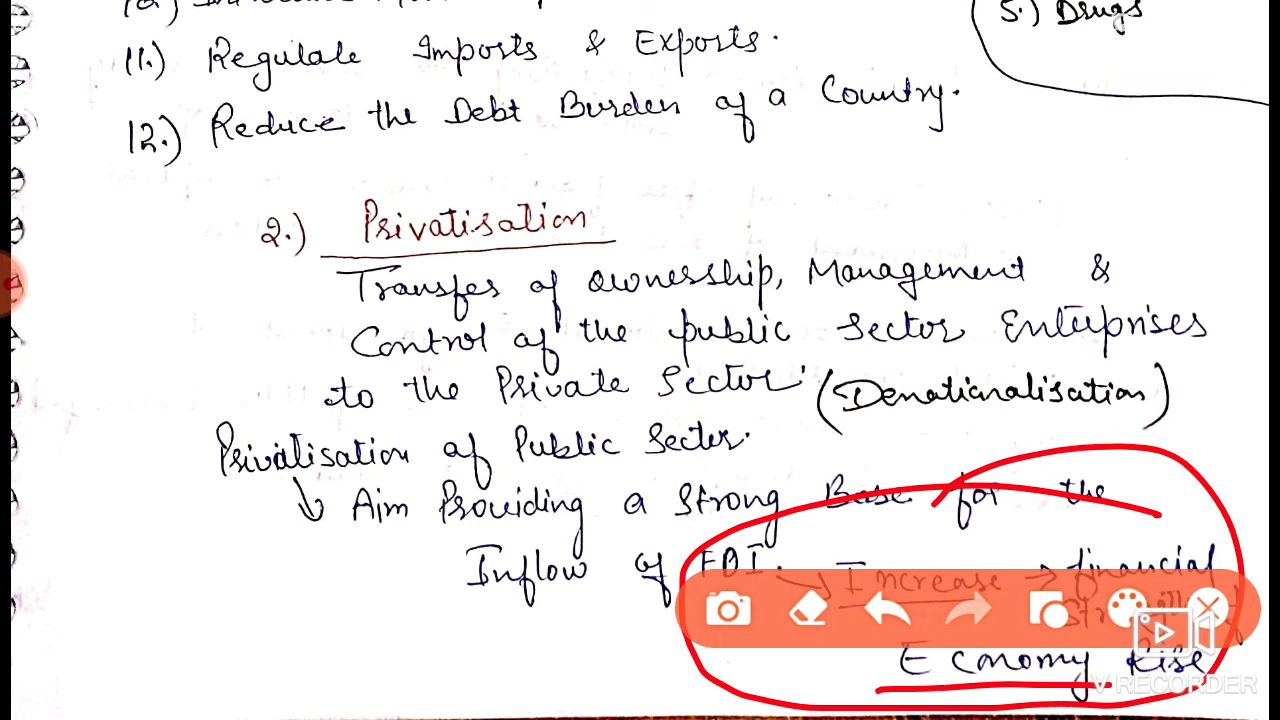 5.) Drugs
11.) Regulate Imports & Exports.
12.) Reduce the Debt Burden of a Country.
2.) Privatisation
Transfer of ownership, Management &
Control of the public Sector Enterprises
to the Private Sector. (Denationalisation)
Privatisation of Public Sector.
↳ Aim Providing a Strong Base for the
Inflow of FDI. → Increase → financial
Economy Rise
V RECORDER